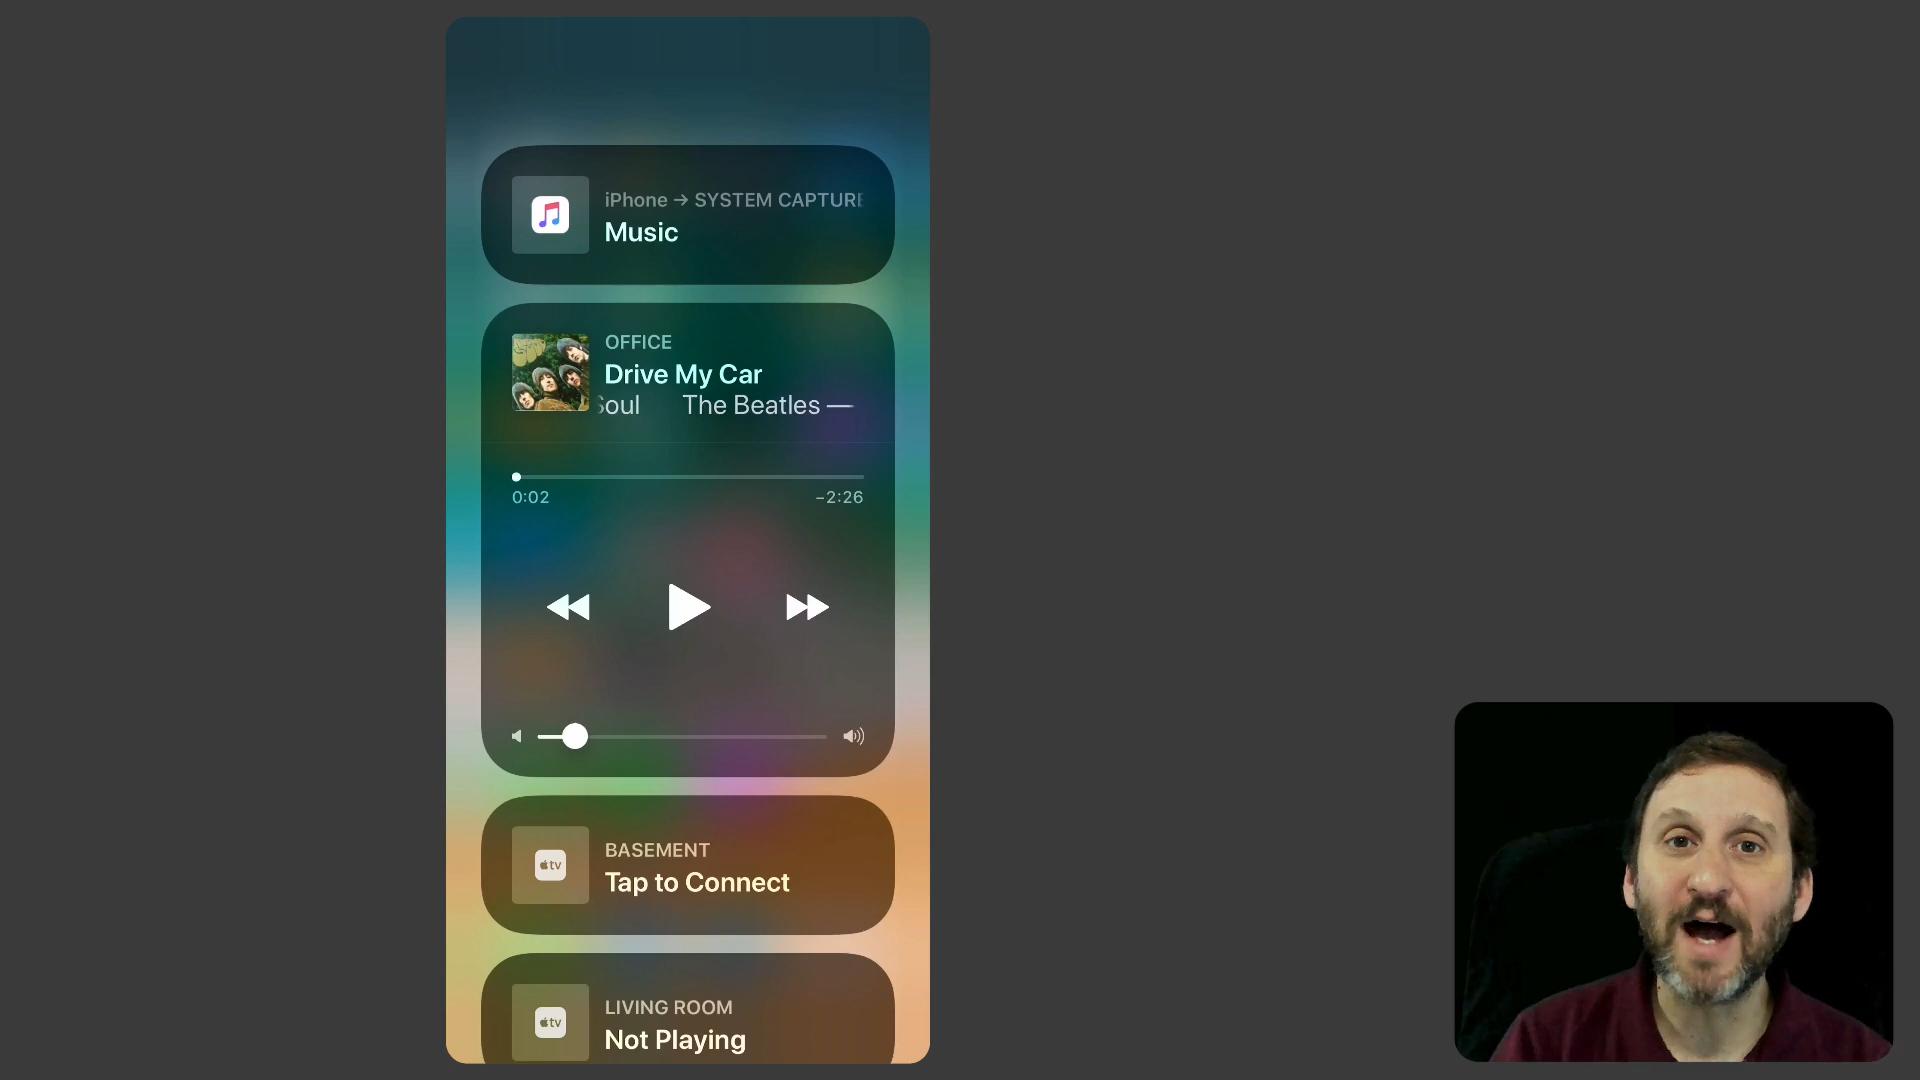 iPhone → SYSTEM CAPTURE
Music
OFFICE
Drive My Car
Soul The Beatles —
0:02
−2:26
tv
BASEMENT
Tap to Connect
tv
LIVING ROOM
Not Playing